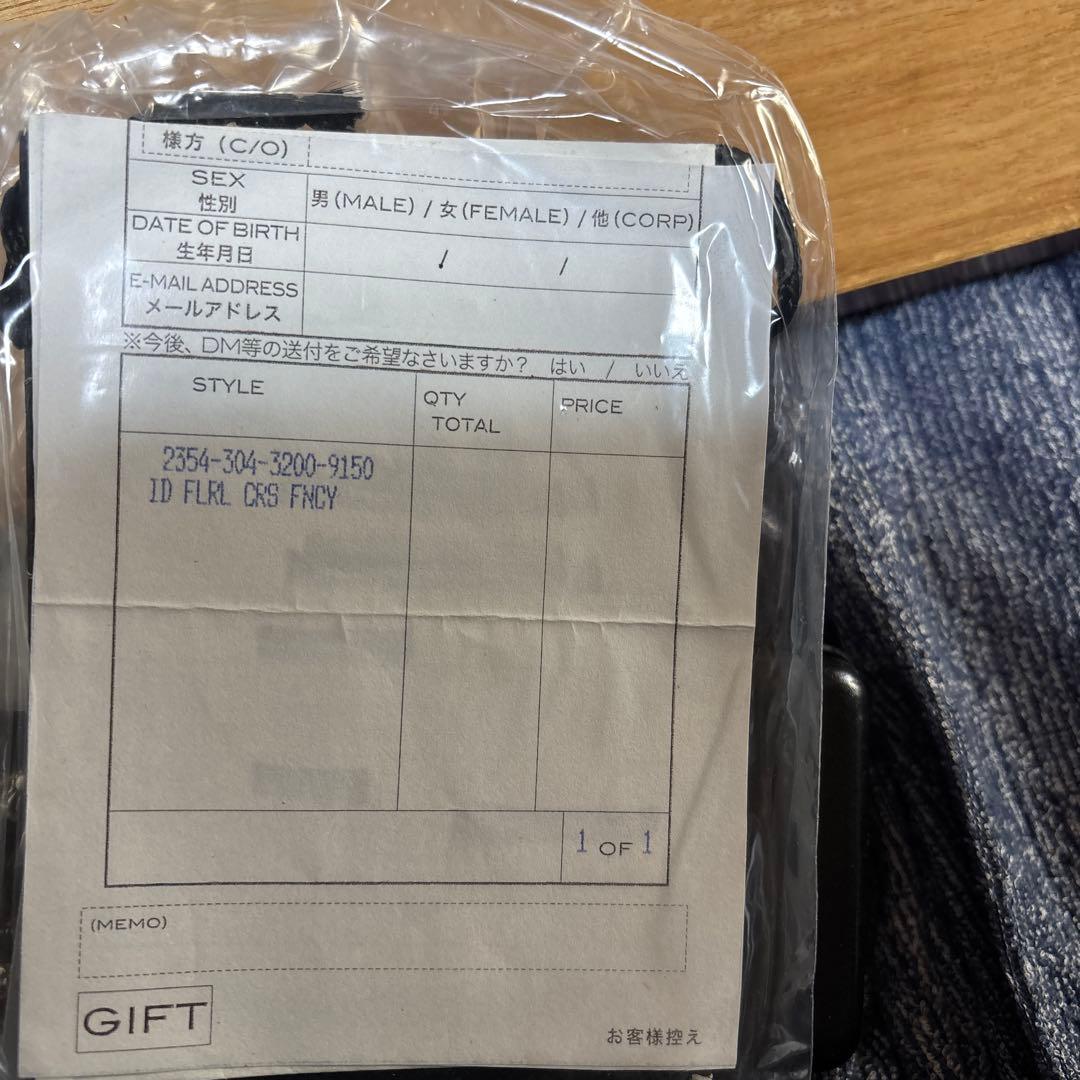 様方 (C/O)
SEX
性別
男(MALE) / 女(FEMALE) / 他(CORP)
DATE OF BIRTH
生年月日
/ /
E-MAIL ADDRESS
メールアドレス
※今後、DM等の送付をご希望なさいますか? はい / いいえ
STYLE
QTY
TOTAL
PRICE
2354-304-3200-9150
ID FLRL CRS FNCY
1 OF 1
(MEMO)
GIFT
お客様控え